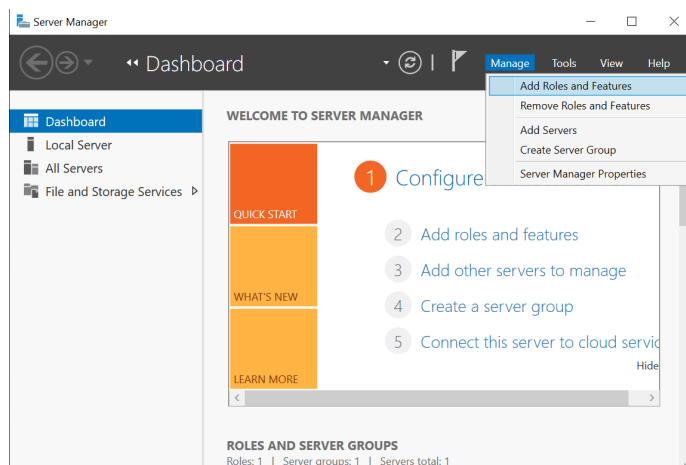 Server Manager
Dashboard
Manage Tools View Help
Add Roles and Features
Remove Roles and Features
Add Servers
Create Server Group
Server Manager Properties
Dashboard
Local Server
All Servers
File and Storage Services
WELCOME TO SERVER MANAGER
QUICK START
WHAT'S NEW
LEARN MORE
1 Configure
2 Add roles and features
3 Add other servers to manage
4 Create a server group
5 Connect this server to cloud servic
Hide
ROLES AND SERVER GROUPS
Roles: 1 | Server groups: 1 | Servers total: 1